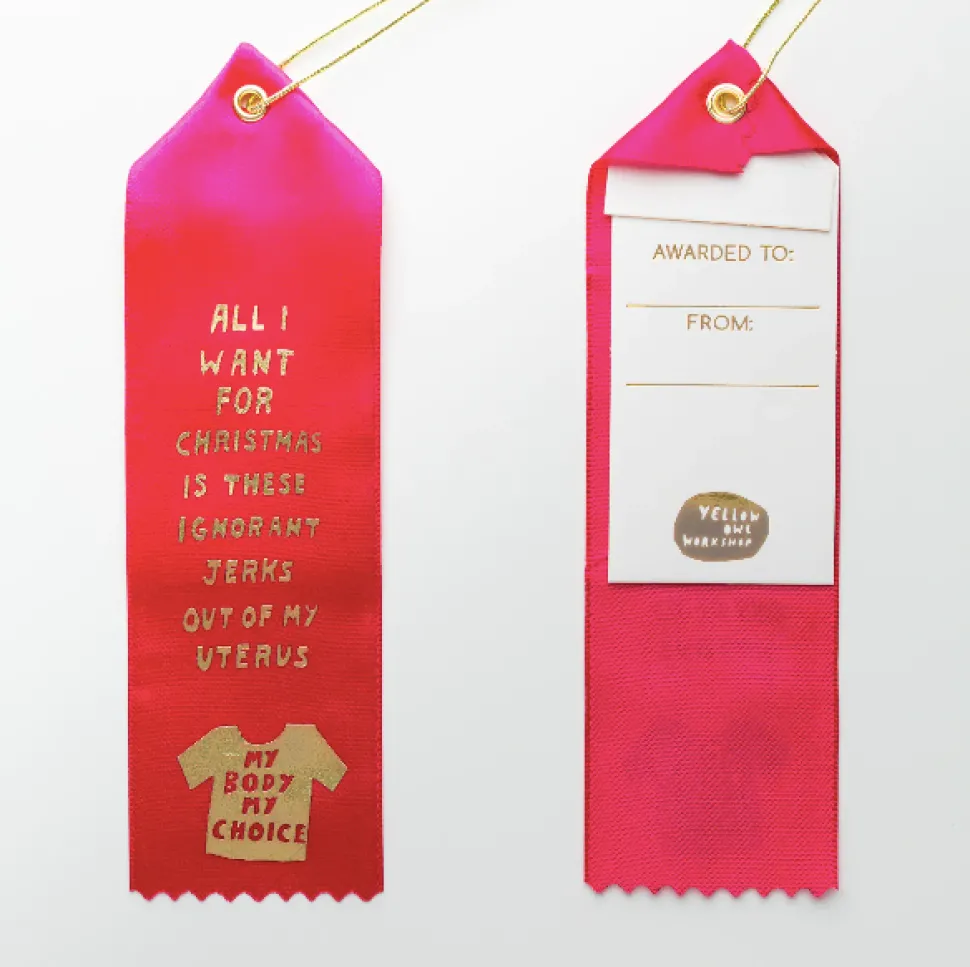 ALL I
WANT
FOR
CHRISTMAS
IS THESE
IGNORANT
JERKS
OUT OF MY
UTERUS
MY
BODY
MY
CHOICE
AWARDED TO:
FROM:
YELLOW
OWL
WORKSHOP